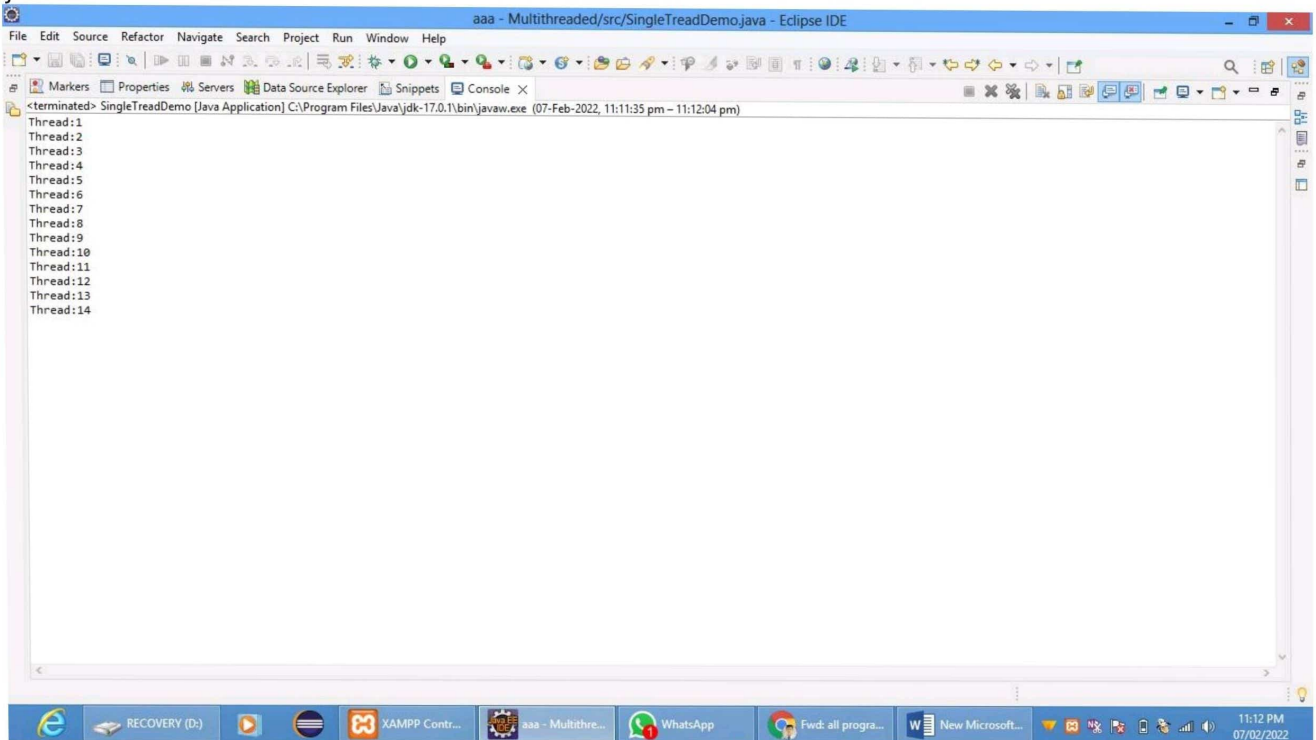 aaa - Multithreaded/src/SingleTreadDemo.java - Eclipse IDE
File Edit Source Refactor Navigate Search Project Run Window Help
Markers Properties Servers Data Source Explorer Snippets Console
<terminated> SingleTreadDemo [Java Application] C:\Program Files\Java\jdk-17.0.1\bin\javaw.exe (07-Feb-2022, 11:11:35 pm – 11:12:04 pm)
Thread:1
Thread:2
Thread:3
Thread:4
Thread:5
Thread:6
Thread:7
Thread:8
Thread:9
Thread:10
Thread:11
Thread:12
Thread:13
Thread:14
RECOVERY (D:) XAMPP Contr... aaa - Multithre... WhatsApp Fwd: all progra... New Microsoft... 11:12 PM
07/02/2022